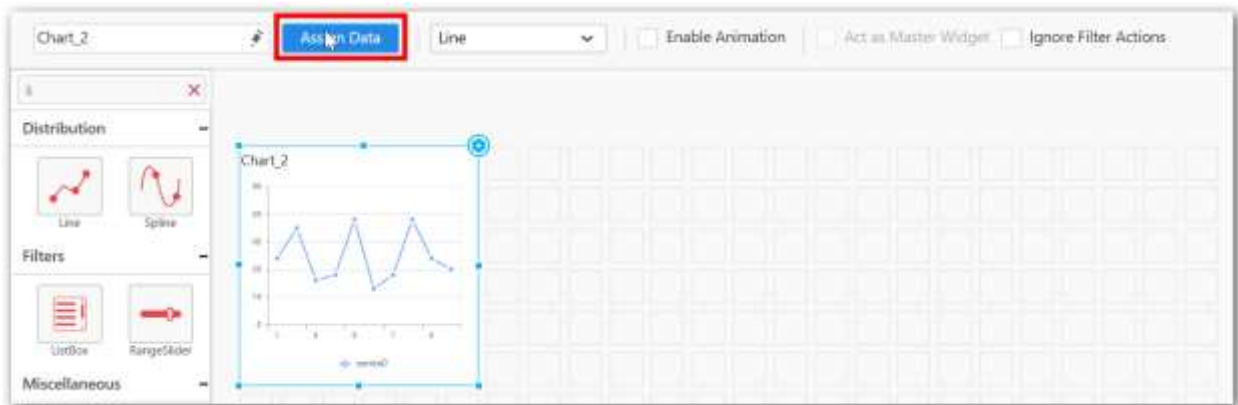 Chart_2
Assign Data
Line
Enable Animation
Act as Master Widget
Ignore Filter Actions
Distribution
Line
Spline
Filters
ListBox
RangeSlider
Miscellaneous
Chart_2